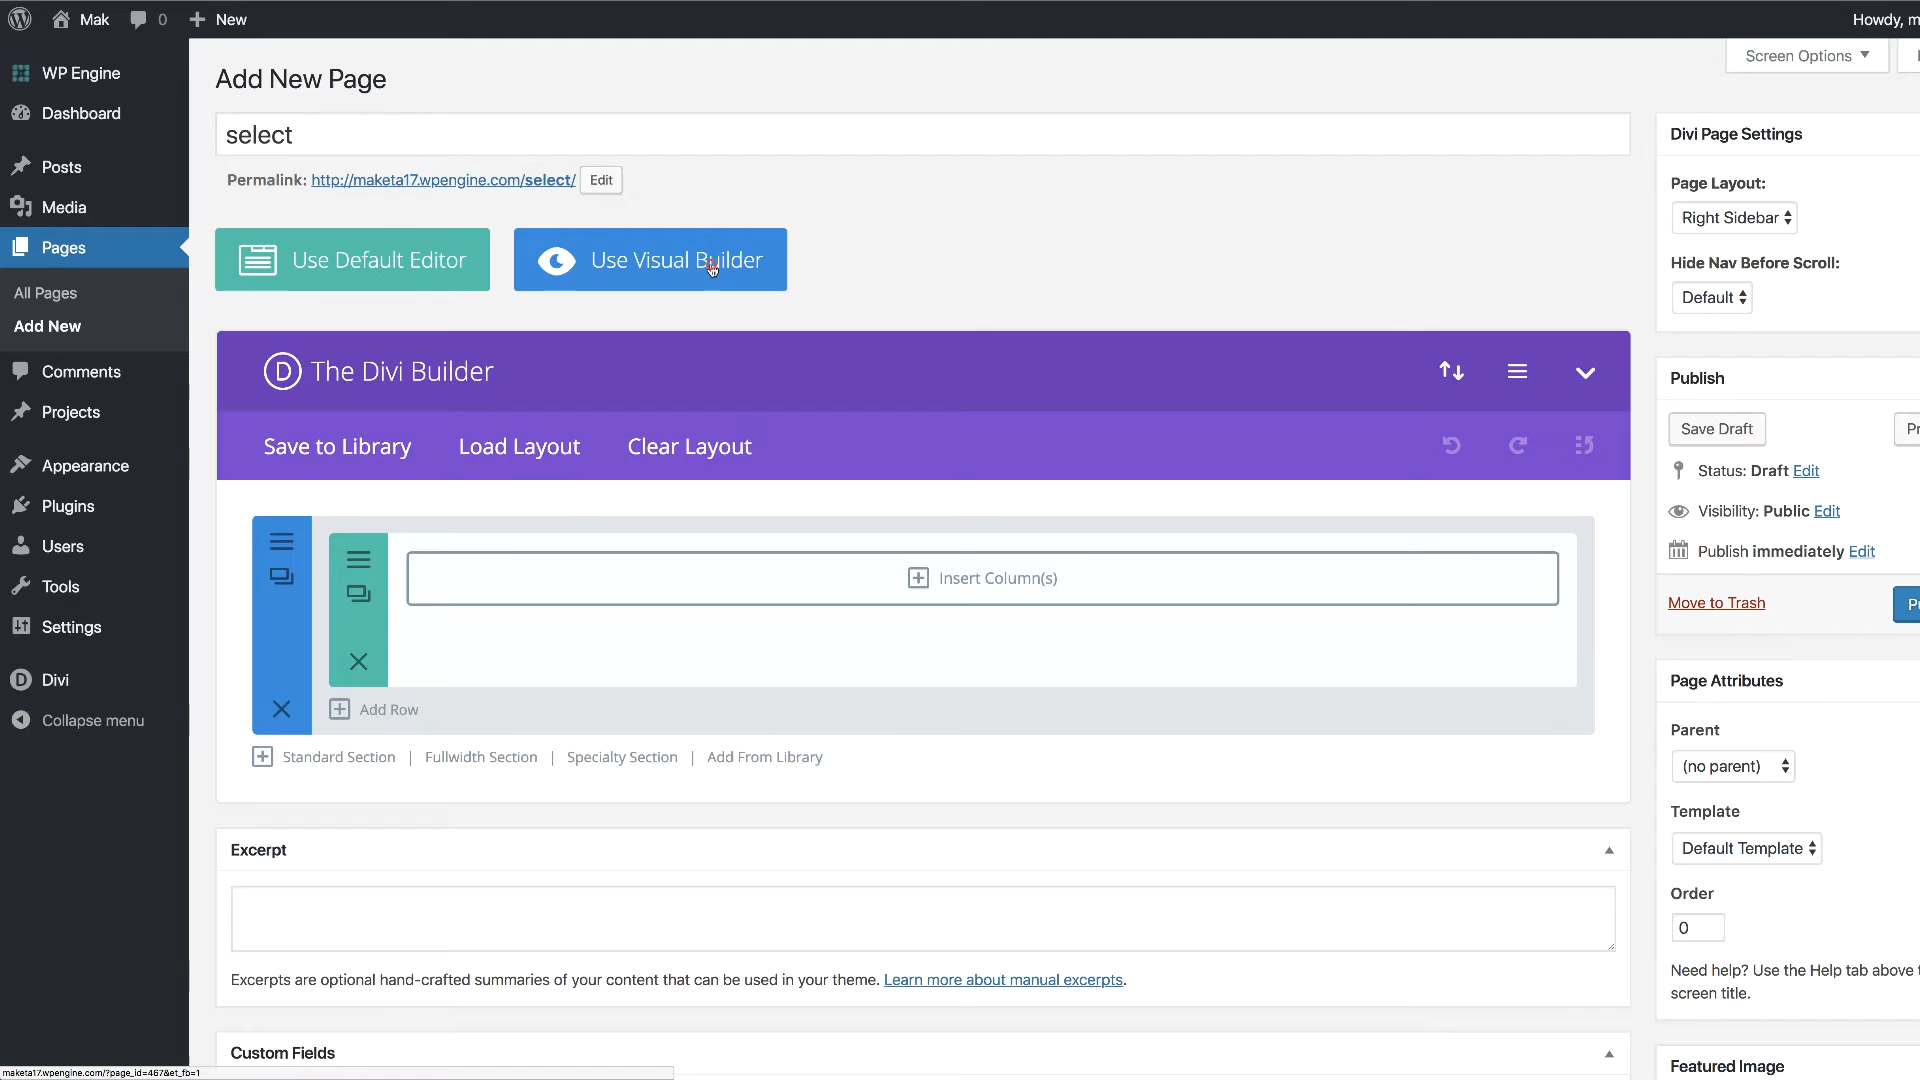 Mak
0
New
Howdy, m
WP Engine
Dashboard
Posts
Media
Pages
All Pages
Add New
Comments
Projects
Appearance
Plugins
Users
Tools
Settings
Divi
Collapse menu
Screen Options
Add New Page
select
Permalink: http://maketa17.wpengine.com/select/ Edit
Use Default Editor
Use Visual Builder
D The Divi Builder
Save to Library Load Layout Clear Layout
Insert Column(s)
Add Row
Standard Section | Fullwidth Section | Specialty Section | Add From Library
Excerpt
Excerpts are optional hand-crafted summaries of your content that can be used in your theme. Learn more about manual excerpts.
Custom Fields
Divi Page Settings
Page Layout:
Right Sidebar
Hide Nav Before Scroll:
Default
Publish
Save Draft
Pr
Status: Draft Edit
Visibility: Public Edit
Publish immediately Edit
Move to Trash
Pu
Page Attributes
Parent
(no parent)
Template
Default Template
Order
0
Need help? Use the Help tab above t
screen title.
Featured Image
maketa17.wpengine.com/?page_id=467&et_fb=1